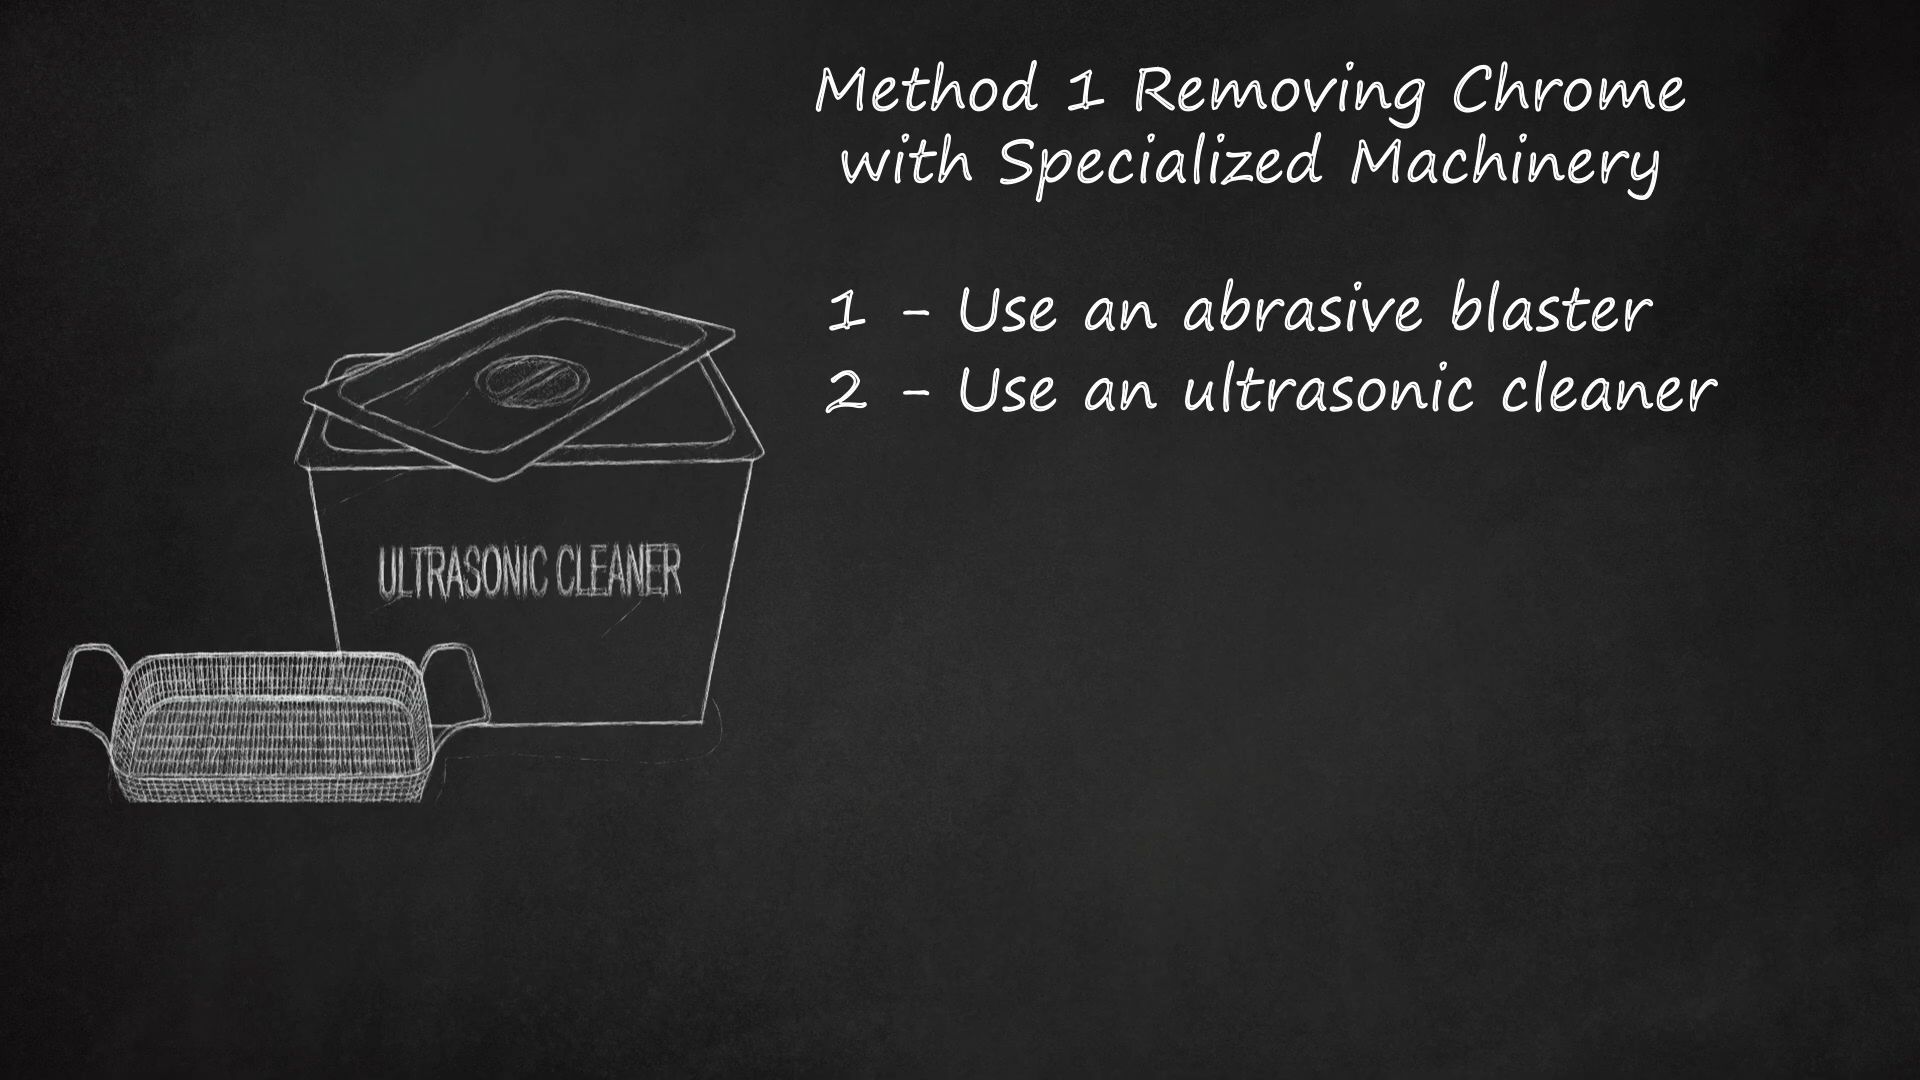 Method 1 Removing Chrome
with Specialized Machinery
1 - Use an abrasive blaster
2 - Use an ultrasonic cleaner
ULTRASONIC CLEANER